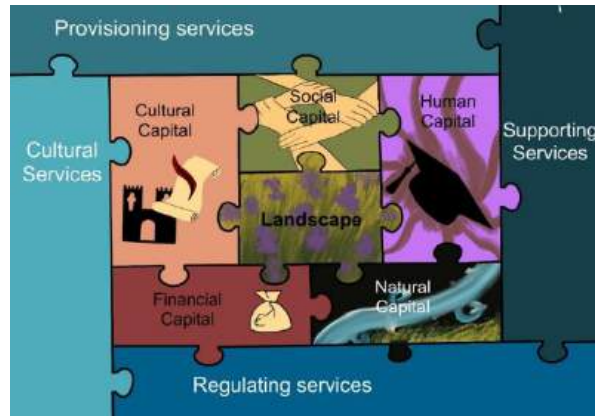 Provisioning services
Cultural
Services
Cultural
Capital
Social
Capital
Human
Capital
Supporting
Services
Landscape
Financial
Capital
Natural
Capital
Regulating services